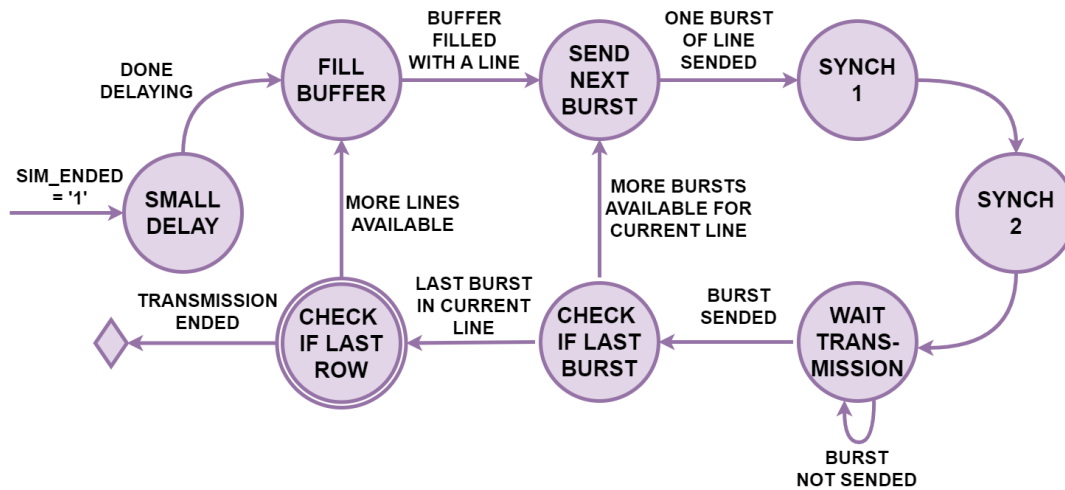 DONE
DELAYING
FILL
BUFFER
BUFFER
FILLED
WITH A LINE
SEND
NEXT
BURST
ONE BURST
OF LINE
SENDED
SYNCH
1
SIM_ENDED
= '1'
SMALL
DELAY
MORE LINES
AVAILABLE
MORE BURSTS
AVAILABLE FOR
CURRENT LINE
SYNCH
2
TRANSMISSION
ENDED
CHECK
IF LAST
ROW
LAST BURST
IN CURRENT
LINE
CHECK
IF LAST
BURST
BURST
SENDED
WAIT
TRANS-
MISSION
BURST
NOT SENDED